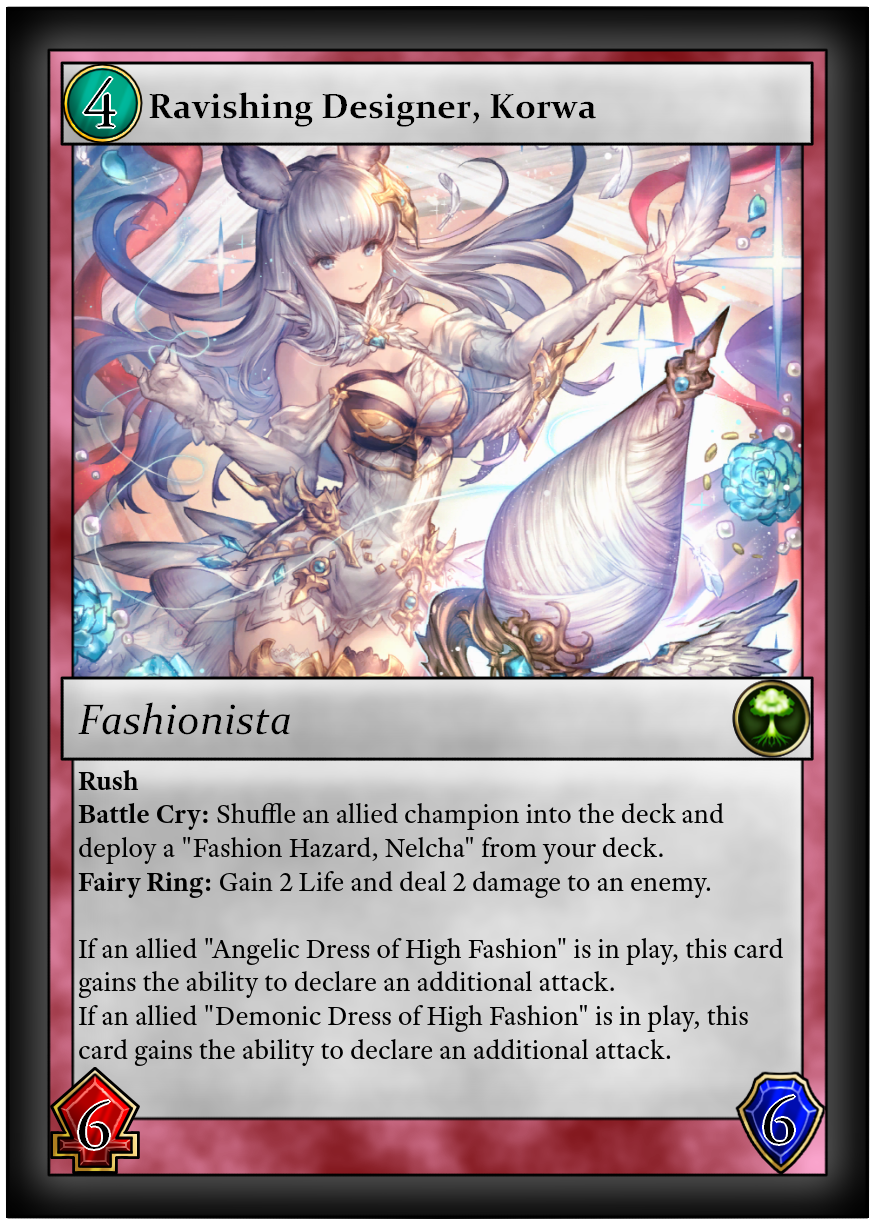 4
Ravishing Designer, Korwa
Fashionista
Rush
Battle Cry: Shuffle an allied champion into the deck and
deploy a "Fashion Hazard, Nelcha" from your deck.
Fairy Ring: Gain 2 Life and deal 2 damage to an enemy.
If an allied "Angelic Dress of High Fashion" is in play, this card
gains the ability to declare an additional attack.
If an allied "Demonic Dress of High Fashion" is in play, this
card gains the ability to declare an additional attack.
6
6